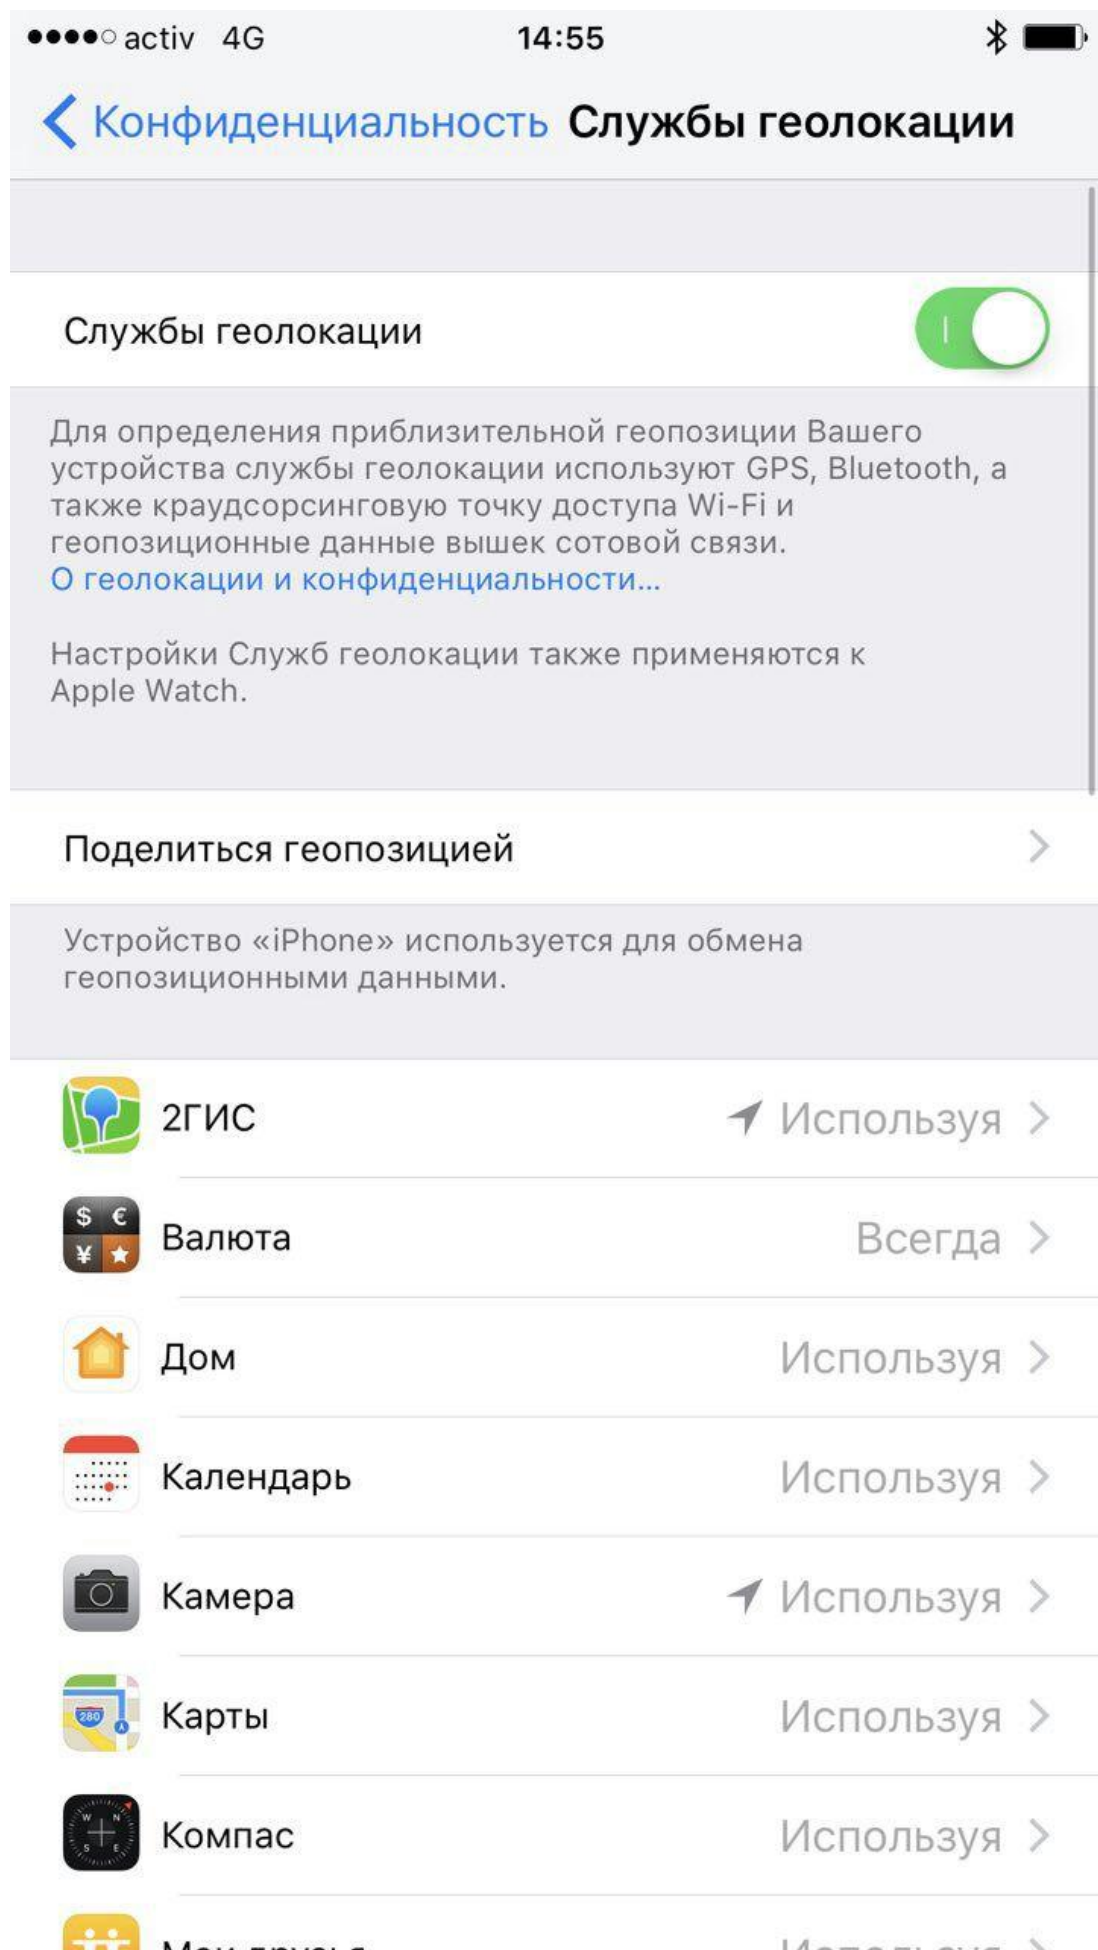 activ 4G 14:55
Конфиденциальность Службы геолокации
Службы геолокации
Для определения приблизительной геопозиции Вашего
устройства службы геолокации используют GPS, Bluetooth, а
также краудсорсинговую точку доступа Wi-Fi и
геопозиционные данные вышек сотовой связи.
О геолокации и конфиденциальности...
Настройки Служб геолокации также применяются к
Apple Watch.
Поделиться геопозицией
Устройство «iPhone» используется для обмена
геопозиционными данными.
2ГИС Используя
$ €
¥
Валюта Всегда
Дом Используя
Календарь Используя
Камера Используя
280
Карты Используя
W N
S E
Компас Используя
Мои друзья Используя